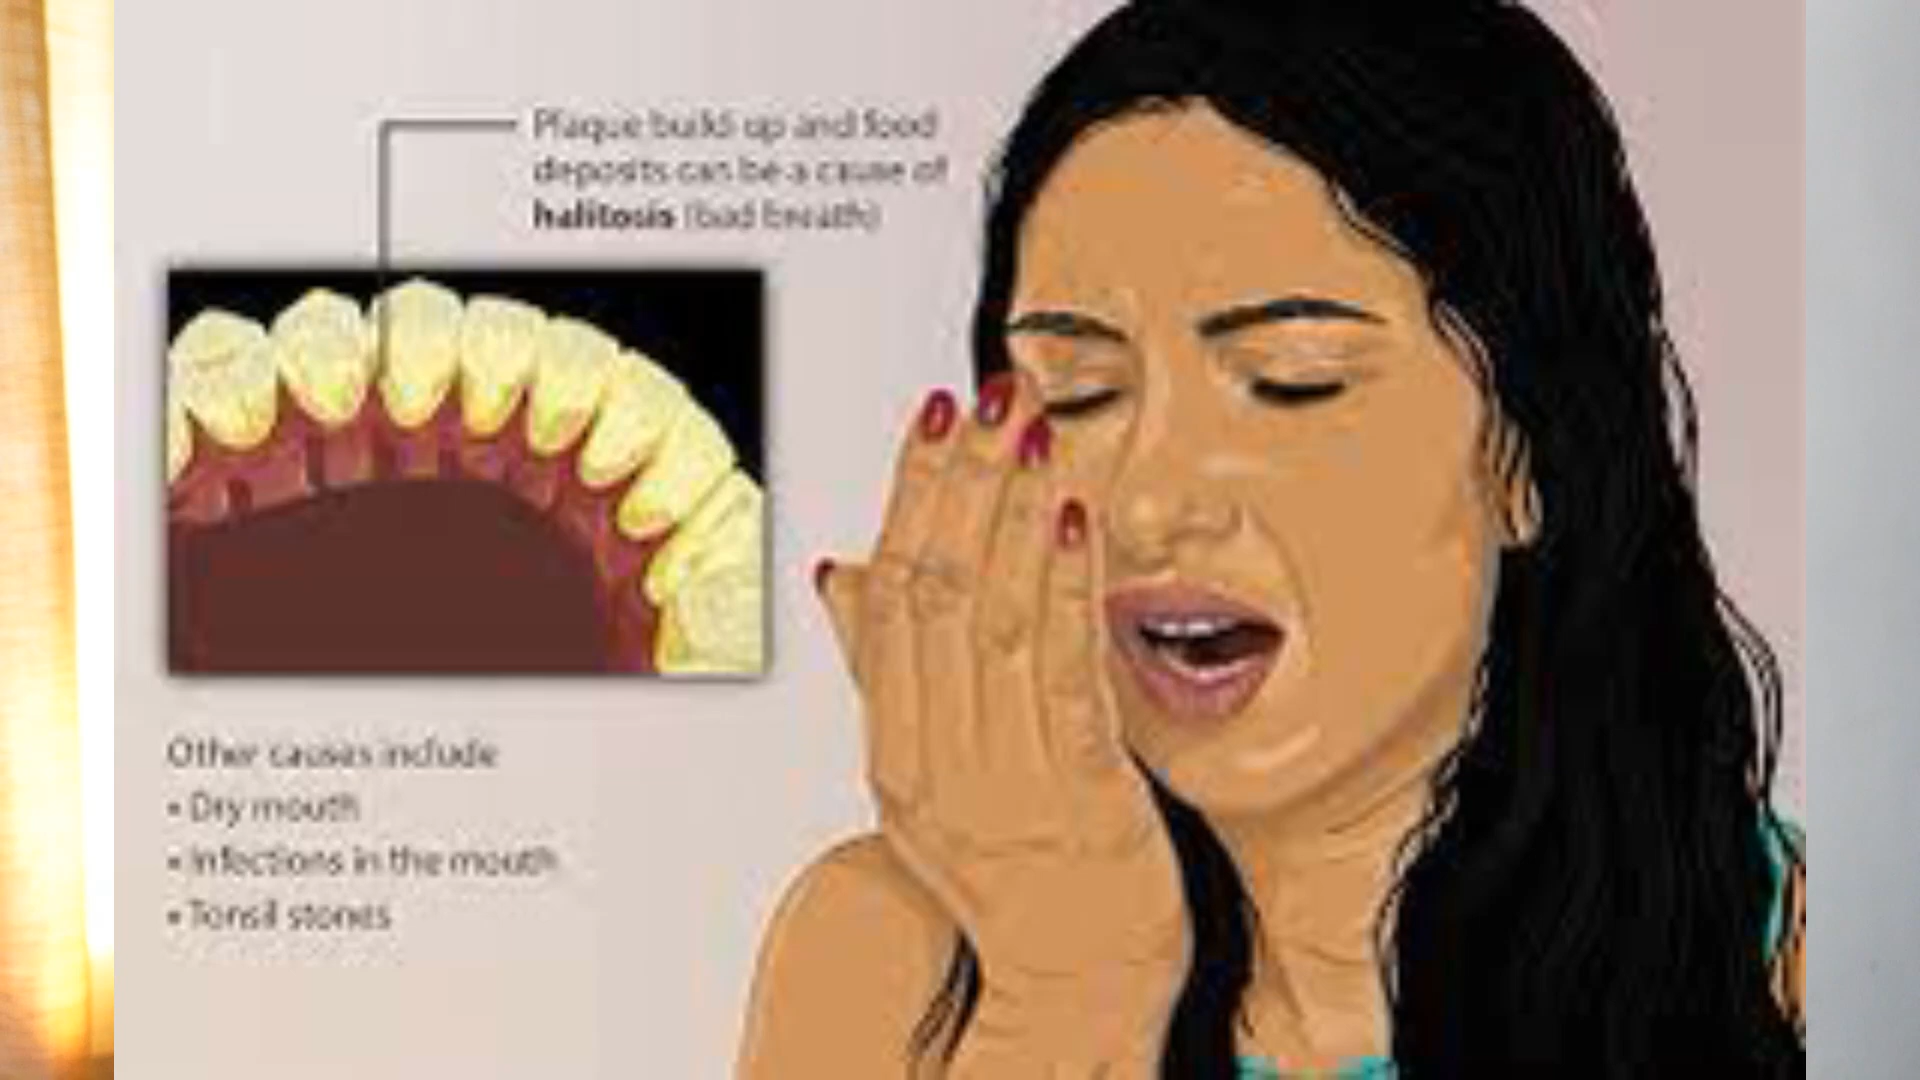 Plaque build up and food
deposits can be a cause of
halitosis (bad breath)
Other causes include
• Dry mouth
• Infections in the mouth
• Tonsil stones